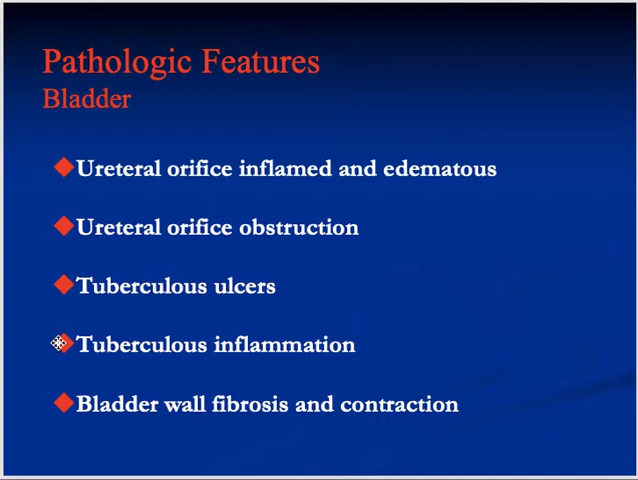 Pathologic Features
Bladder
Ureteral orifice inflamed and edematous
Ureteral orifice obstruction
Tuberculous ulcers
Tuberculous inflammation
Bladder wall fibrosis and contraction